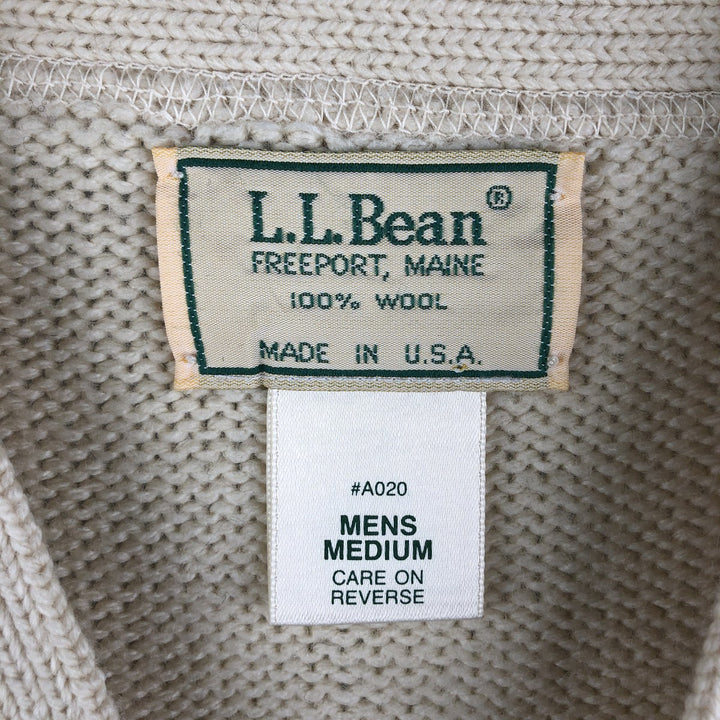 L.L.Bean®
FREEPORT, MAINE
100% WOOL
MADE IN U.S.A.
#A020
MENS
MEDIUM
CARE ON
REVERSE